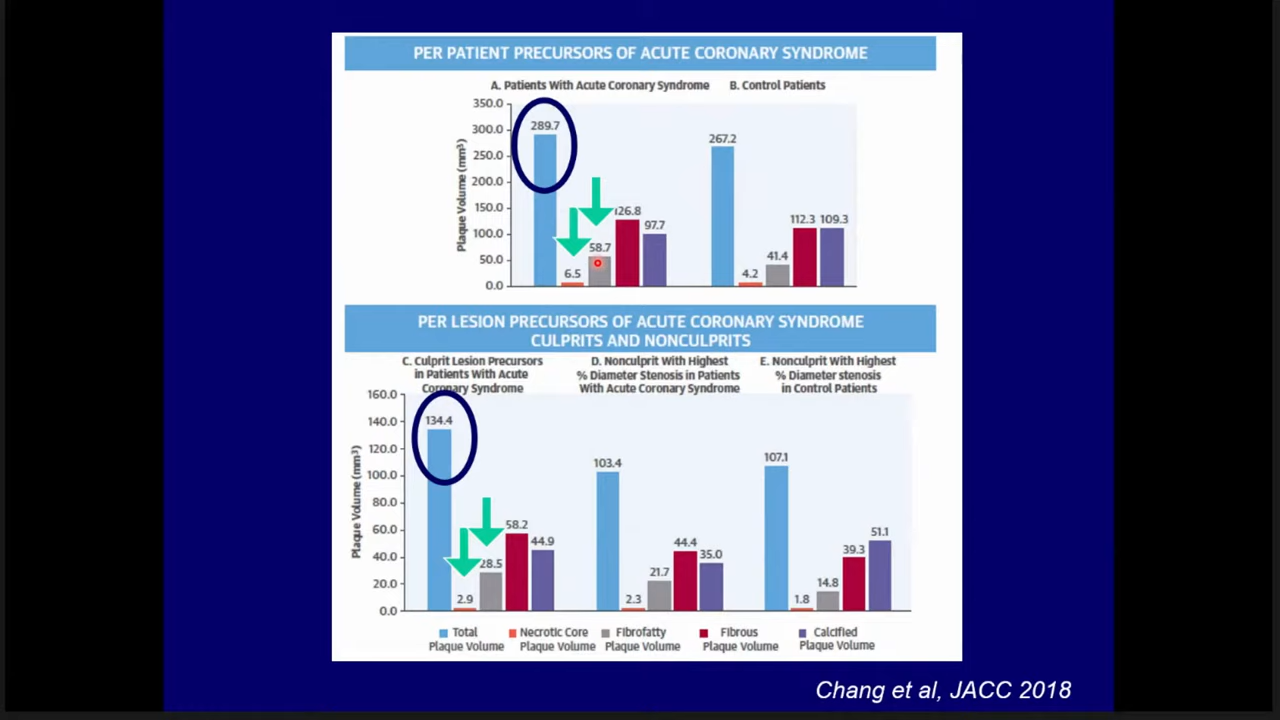 PER PATIENT PRECURSORS OF ACUTE CORONARY SYNDROME
A. Patients With Acute Coronary Syndrome
B. Control Patients
Plaque Volume (mm³)
350.0
300.0
250.0
200.0
150.0
100.0
50.0
0.0
289.7
6.5
58.7
126.8
97.7
267.2
4.2
41.4
112.3
109.3
PER LESION PRECURSORS OF ACUTE CORONARY SYNDROME
CULPRITS AND NONCULPRITS
C. Culprit Lesion Precursors
in Patients With Acute
Coronary Syndrome
D. Nonculprit With Highest
% Diameter Stenosis in Patients
With Acute Coronary Syndrome
E. Nonculprit With Highest
% Diameter stenosis
in Control Patients
Plaque Volume (mm³)
160.0
140.0
120.0
100.0
80.0
60.0
40.0
20.0
0.0
134.4
2.9
28.5
58.2
44.9
103.4
2.3
21.7
44.4
35.0
107.1
1.8
14.8
39.3
51.1
Total
Plaque Volume
Necrotic Core
Plaque Volume
Fibrofatty
Plaque Volume
Fibrous
Plaque Volume
Calcified
Plaque Volume
Chang et al, JACC 2018